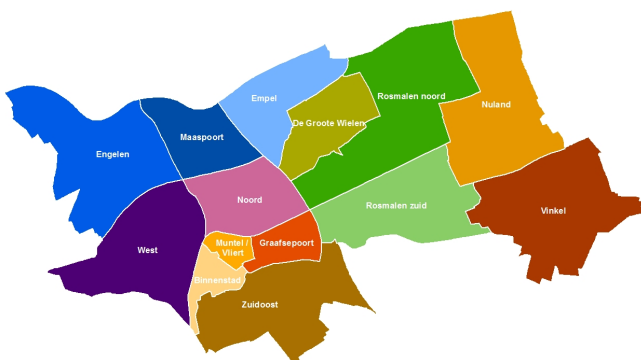 Rosmalen noord
Empel
Nuland
De Groote Wielen
Maaspoort
Engelen
Noord
Rosmalen zuid
Vinkel
West
Muntel /
Vliert
Graafsepoort
Binnenstad
Zuidoost